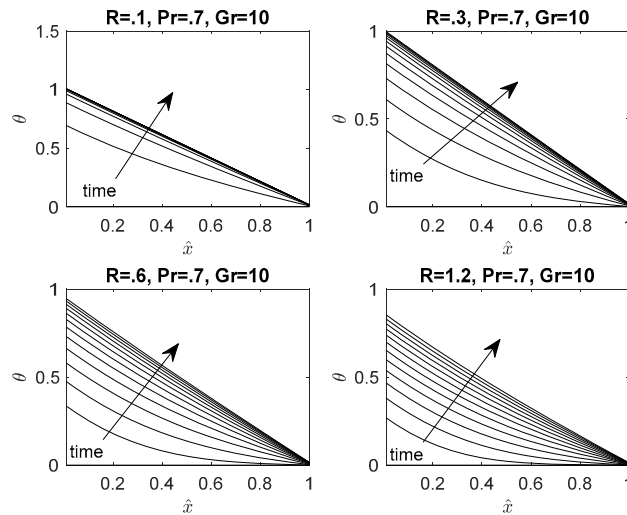 R=.1, Pr=.7, Gr=10
1.5
1
0.5
0
θ
time
0.2 0.4 0.6 0.8 1
x̂
R=.3, Pr=.7, Gr=10
1
0.5
0
θ
time
0.2 0.4 0.6 0.8 1
x̂
R=.6, Pr=.7, Gr=10
1
0.5
0
θ
time
0.2 0.4 0.6 0.8 1
x̂
R=1.2, Pr=.7, Gr=10
1
0.5
0
θ
time
0.2 0.4 0.6 0.8 1
x̂